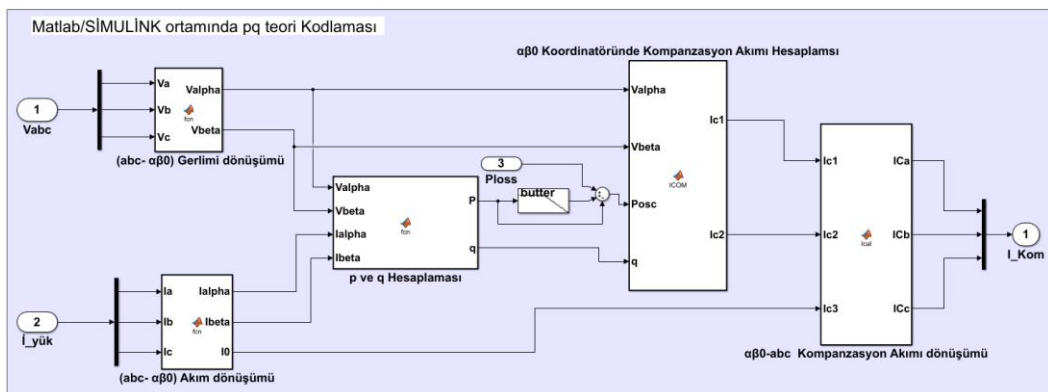 Matlab/SİMULİNK ortamında pq teori Kodlaması
αβ0 Koordinatöründe Kompanzasyon Akımı Hesaplamsı
1
Vabc
Va
Vb
Vc
Valpha
Vbeta
fcn
(abc- αβ0) Gerlimi dönüşümü
Valpha
Vbeta
Ialpha
Ibeta
P
q
fcn
p ve q Hesaplaması
3
Ploss
butter
Valpha
Vbeta
Posc
q
Ic1
Ic2
ICOM
Ic1
Ic2
Ic3
ICa
ICb
ICc
Ical
αβ0-abc Kompanzasyon Akımı dönüşümü
1
I_Kom
2
İ_yük
Ia
Ib
Ic
Ialpha
Ibeta
I0
fcn
(abc- αβ0) Akım dönüşümü